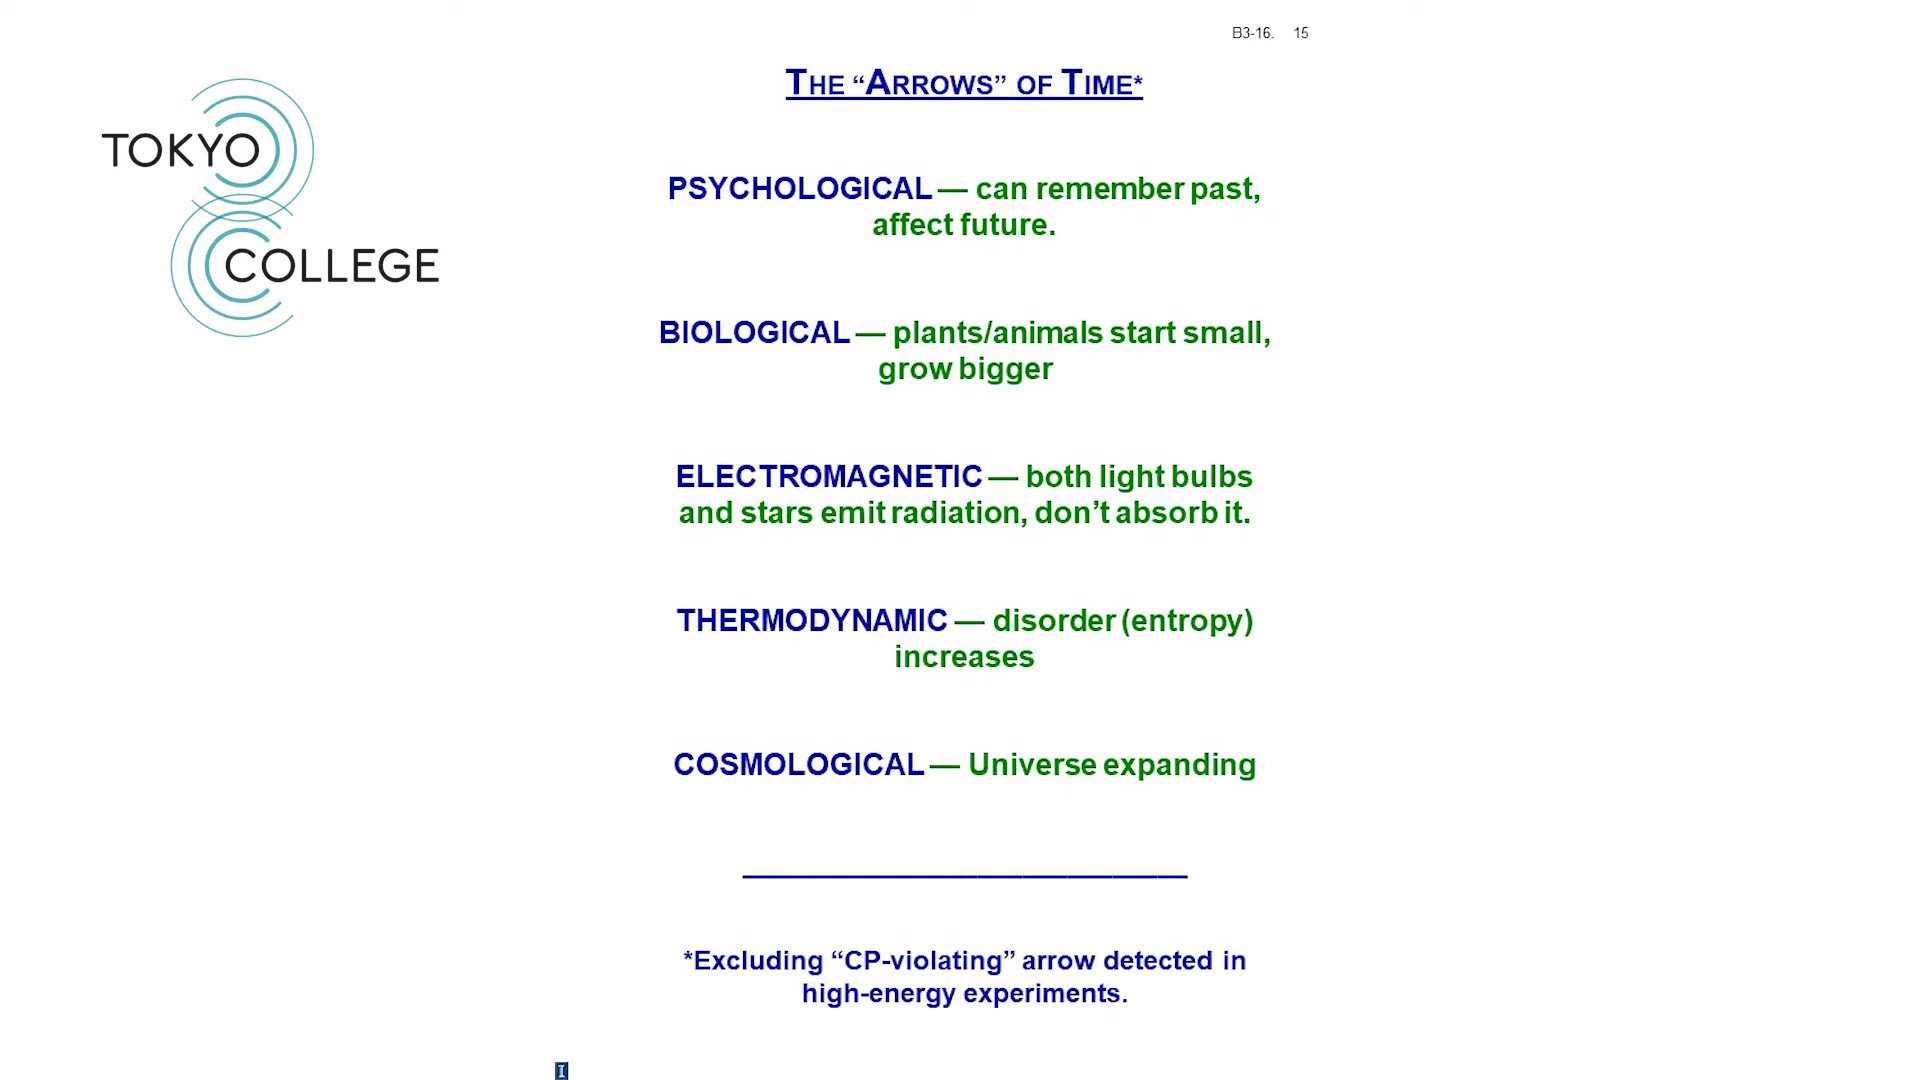 B3-16. 15
THE “ARROWS” OF TIME*
TOKYO
COLLEGE
PSYCHOLOGICAL — can remember past,
affect future.
BIOLOGICAL — plants/animals start small,
grow bigger
ELECTROMAGNETIC — both light bulbs
and stars emit radiation, don’t absorb it.
THERMODYNAMIC — disorder (entropy)
increases
COSMOLOGICAL — Universe expanding
*Excluding “CP-violating” arrow detected in
high-energy experiments.
I